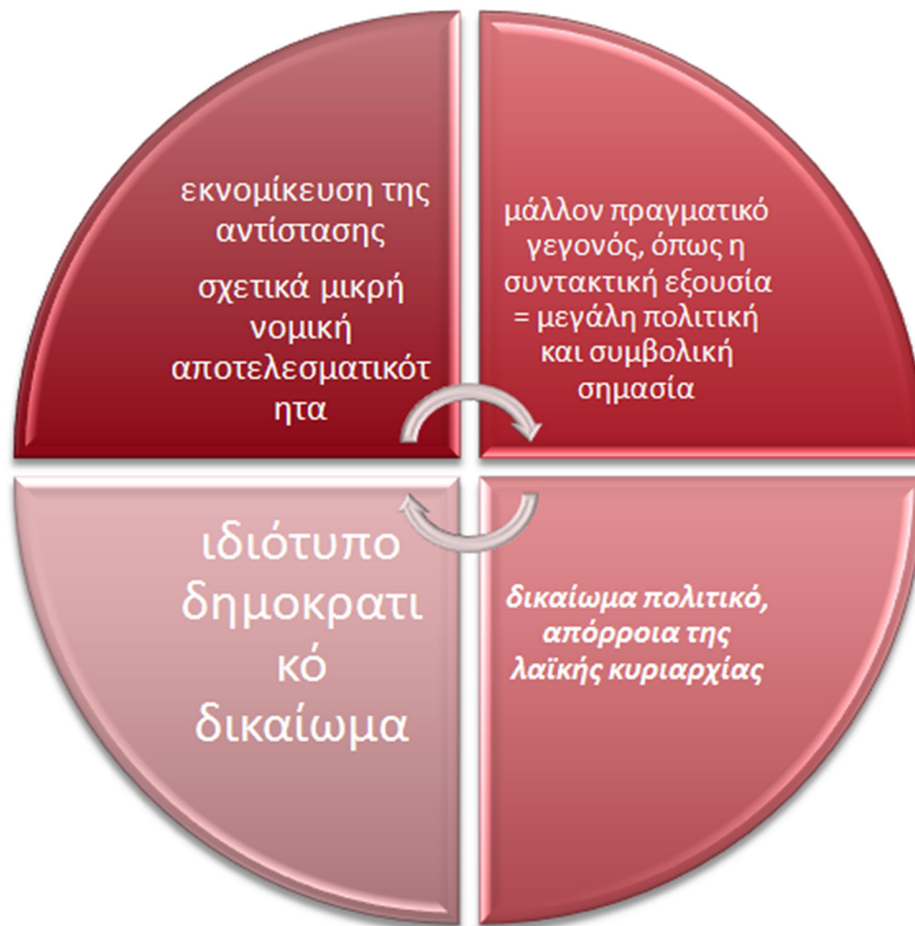 εκνομίκευση της
αντίστασης
σχετικά μικρή
νομική
αποτελεσματικότ
ητα
μάλλον πραγματικό
γεγονός, όπως η
συντακτική εξουσία
= μεγάλη πολιτική
και συμβολική
σημασία
ιδιότυπο
δημοκρατι
κό
δικαίωμα
δικαίωμα πολιτικό,
απόρροια της
λαϊκής κυριαρχίας